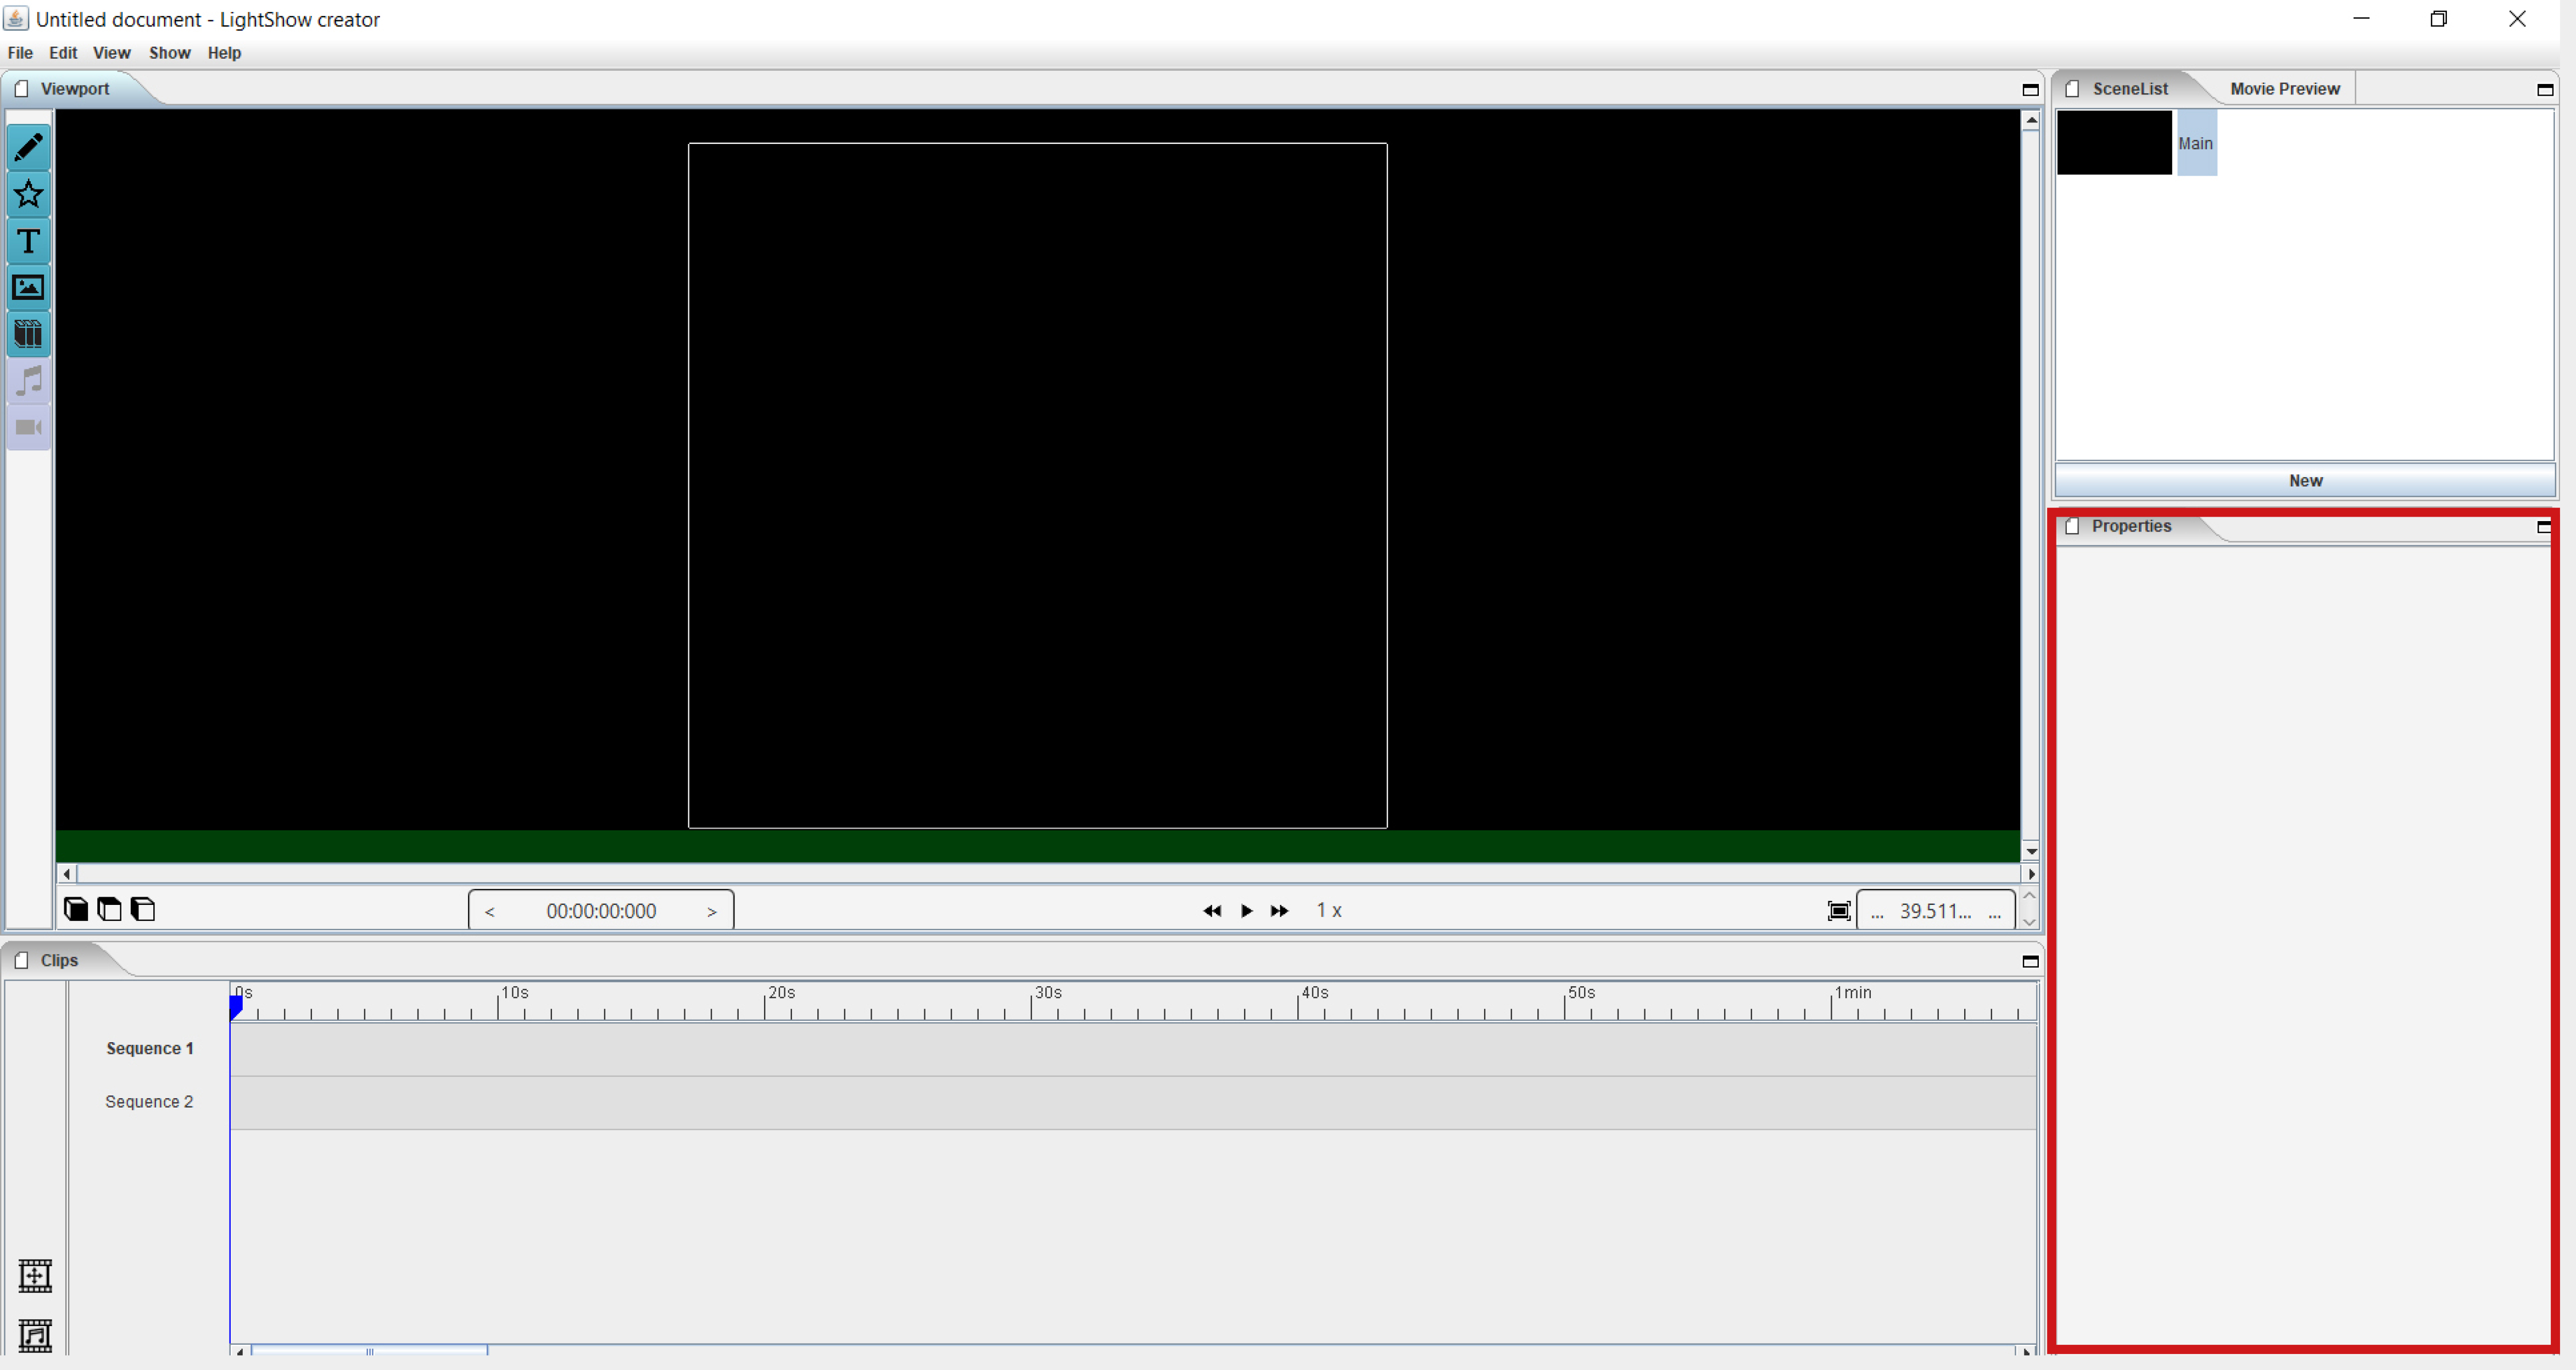 Untitled document - LightShow creator
File Edit View Show Help
Viewport
SceneList Movie Preview
T
Main
New
Properties
< 00:00:00:000 >
1 x
... 39.511... ...
Clips
0s 10s 20s 30s 40s 50s 1min
Sequence 1
Sequence 2